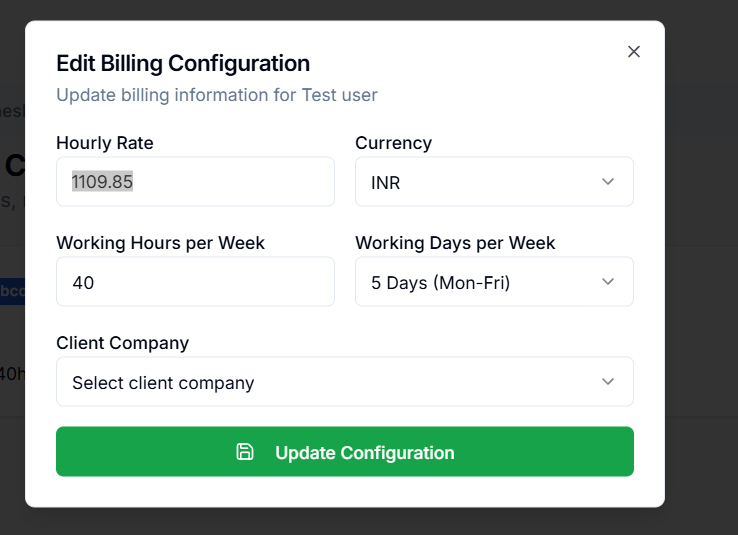 Edit Billing Configuration
Update billing information for Test user
Hourly Rate
Currency
1109.85
INR
Working Hours per Week
Working Days per Week
40
5 Days (Mon-Fri)
Client Company
Select client company
Update Configuration
40h